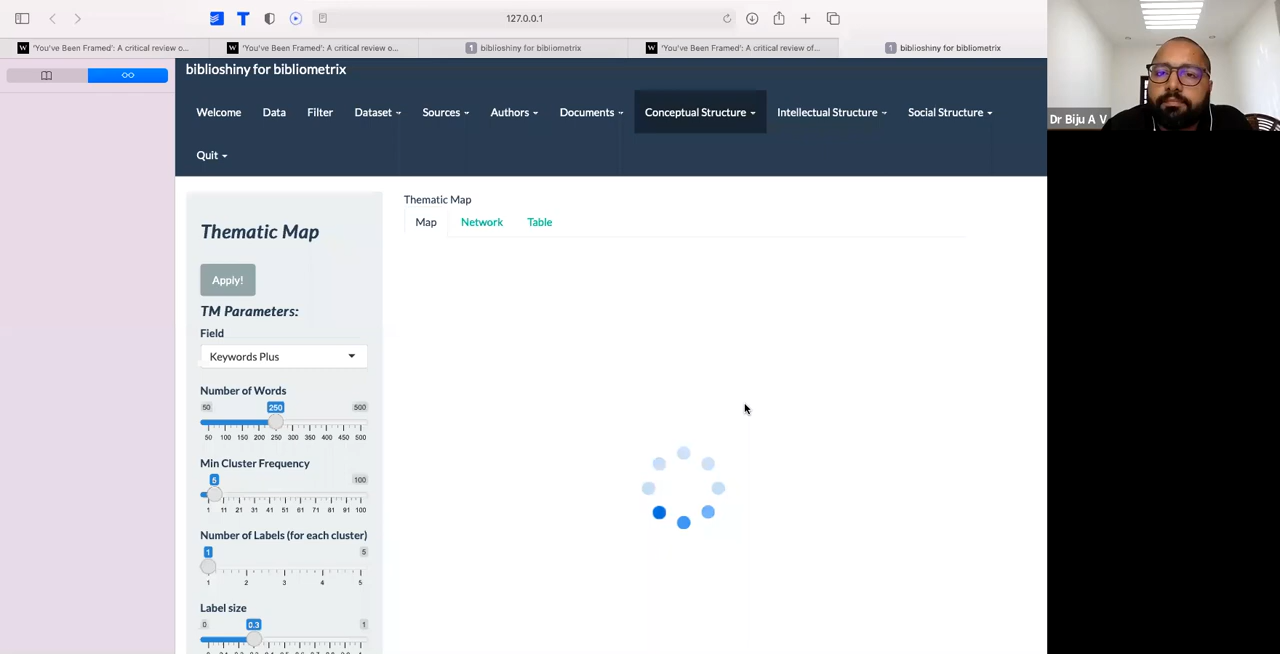 127.0.0.1
'You've Been Framed': A critical review o...
'You've Been Framed': A critical review o...
1 biblioshiny for bibliometrix
'You've Been Framed': A critical review of...
1 biblioshiny for bibliometrix
biblioshiny for bibliometrix
Welcome Data Filter Dataset Sources Authors Documents Conceptual Structure Intellectual Structure Social Structure
Quit
Dr Biju A V
Thematic Map
Apply!
TM Parameters:
Field
Keywords Plus
Number of Words
50 250 500
50 100 150 200 250 300 350 400 450 500
Min Cluster Frequency
5 100
1 11 21 31 41 51 61 71 81 91 100
Number of Labels (for each cluster)
1 5
1 2 3 4 5
Label size
0 0.3 1
Thematic Map
Map Network Table